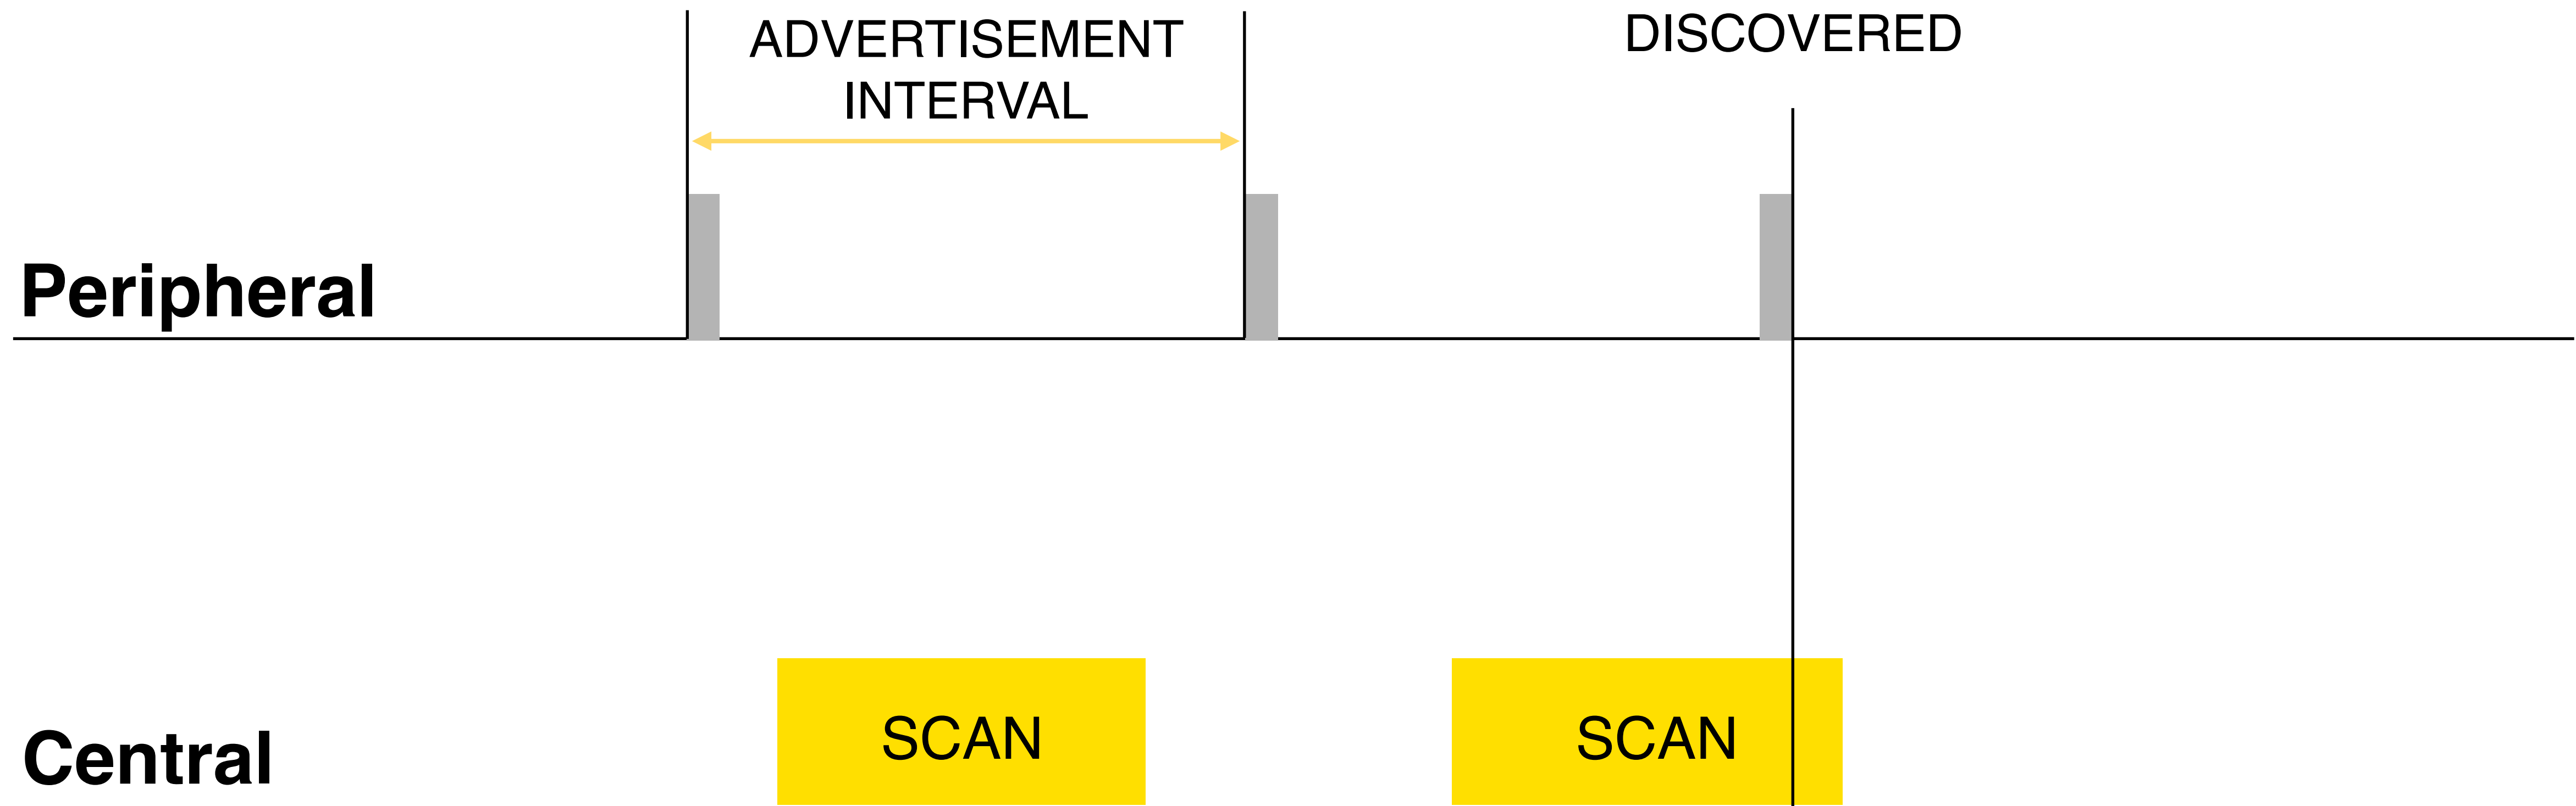 ADVERTISEMENT
INTERVAL
DISCOVERED
Peripheral
SCAN
SCAN
Central